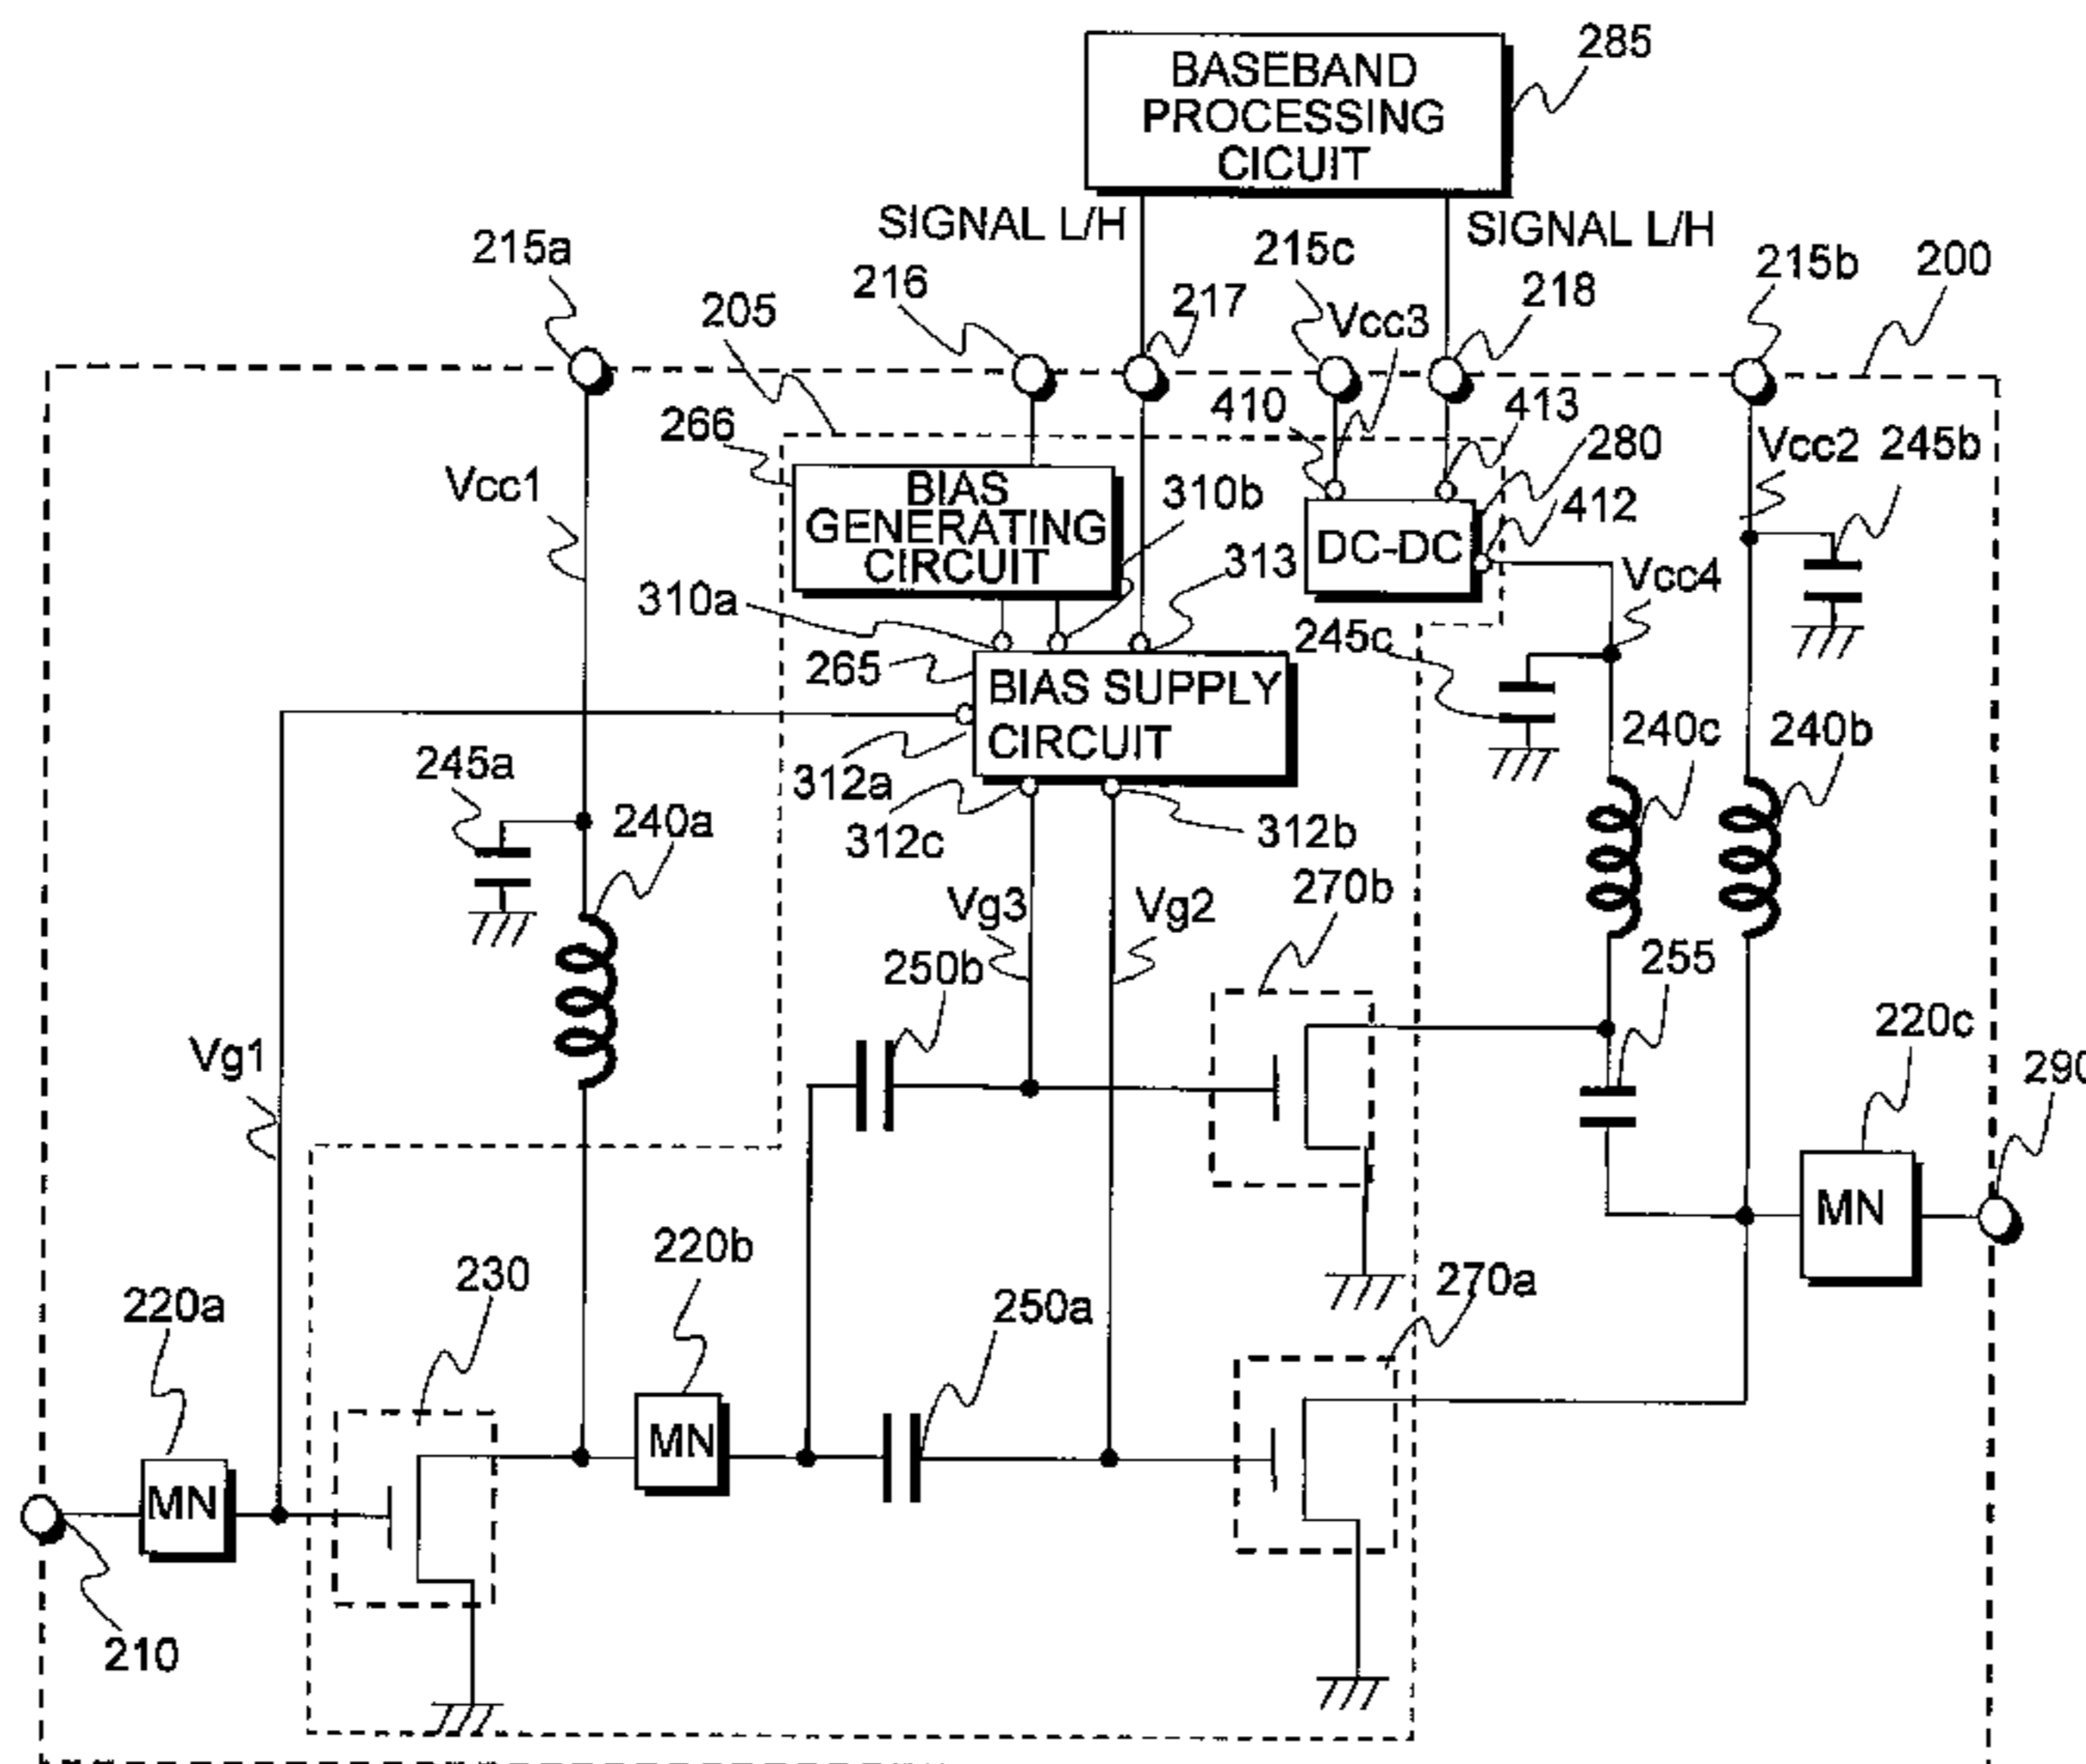 285
BASEBAND
PROCESSING
CICUIT
SIGNAL L/H
SIGNAL L/H
215a
216
205
217
215c
Vcc3
218
215b
200
266
410
413
280
412
Vcc1
BIAS
GENERATING
CIRCUIT
310b
DC-DC
Vcc2
245b
310a
313
Vcc4
265
BIAS SUPPLY
CIRCUIT
245c
312a
312c
312b
240c
240b
245a
240a
Vg3
Vg2
270b
250b
255
220c
Vg1
290
MN
220b
230
220a
250a
270a
MN
MN
210